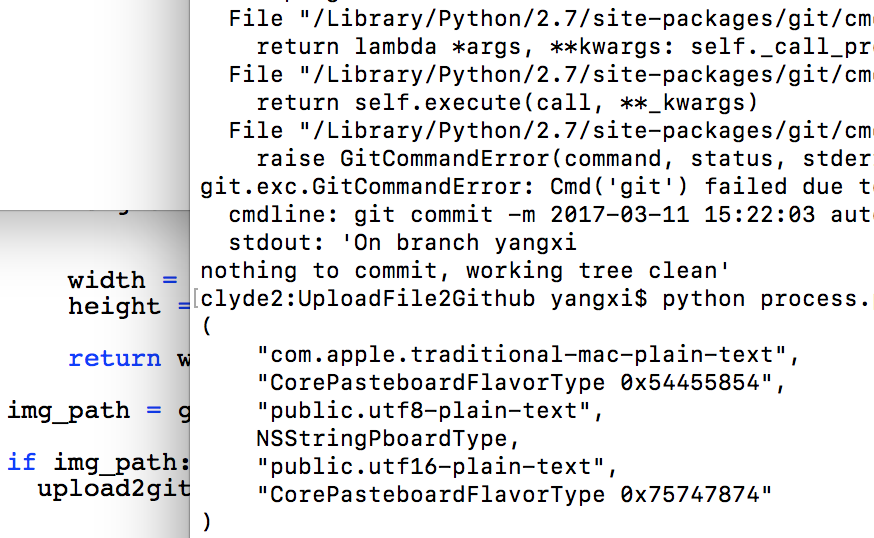 File "/Library/Python/2.7/site-packages/git/cm
return lambda *args, **kwargs: self._call_pr
File "/Library/Python/2.7/site-packages/git/cm
return self.execute(call, **_kwargs)
File "/Library/Python/2.7/site-packages/git/cm
raise GitCommandError(command, status, stder
git.exc.GitCommandError: Cmd('git') failed due t
cmdline: git commit -m 2017-03-11 15:22:03 aut
stdout: 'On branch yangxi
nothing to commit, working tree clean'
[clyde2:UploadFile2Github yangxi$ python process.
(
"com.apple.traditional-mac-plain-text",
"CorePasteboardFlavorType 0x54455854",
"public.utf8-plain-text",
NSStringPboardType,
"public.utf16-plain-text",
"CorePasteboardFlavorType 0x75747874"
)
width =
height =
return w
img_path = g
if img_path:
upload2git